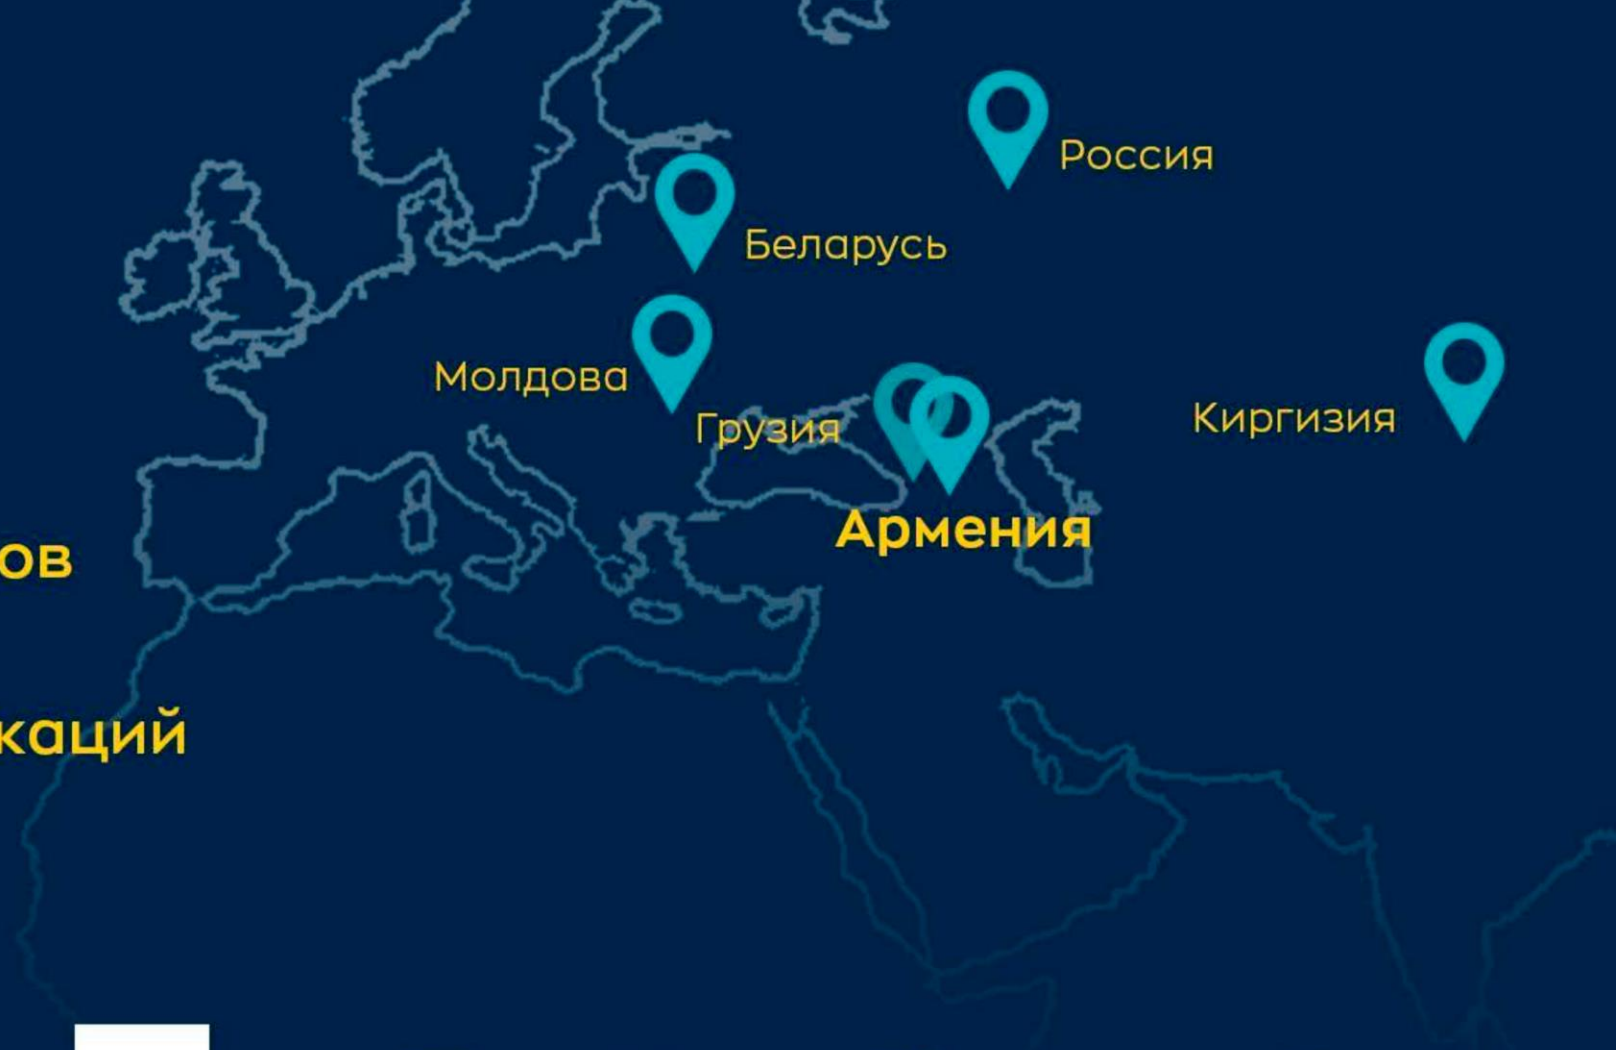 Россия
Беларусь
Молдова
Киргизия
Грузия
Армения
ов
каций